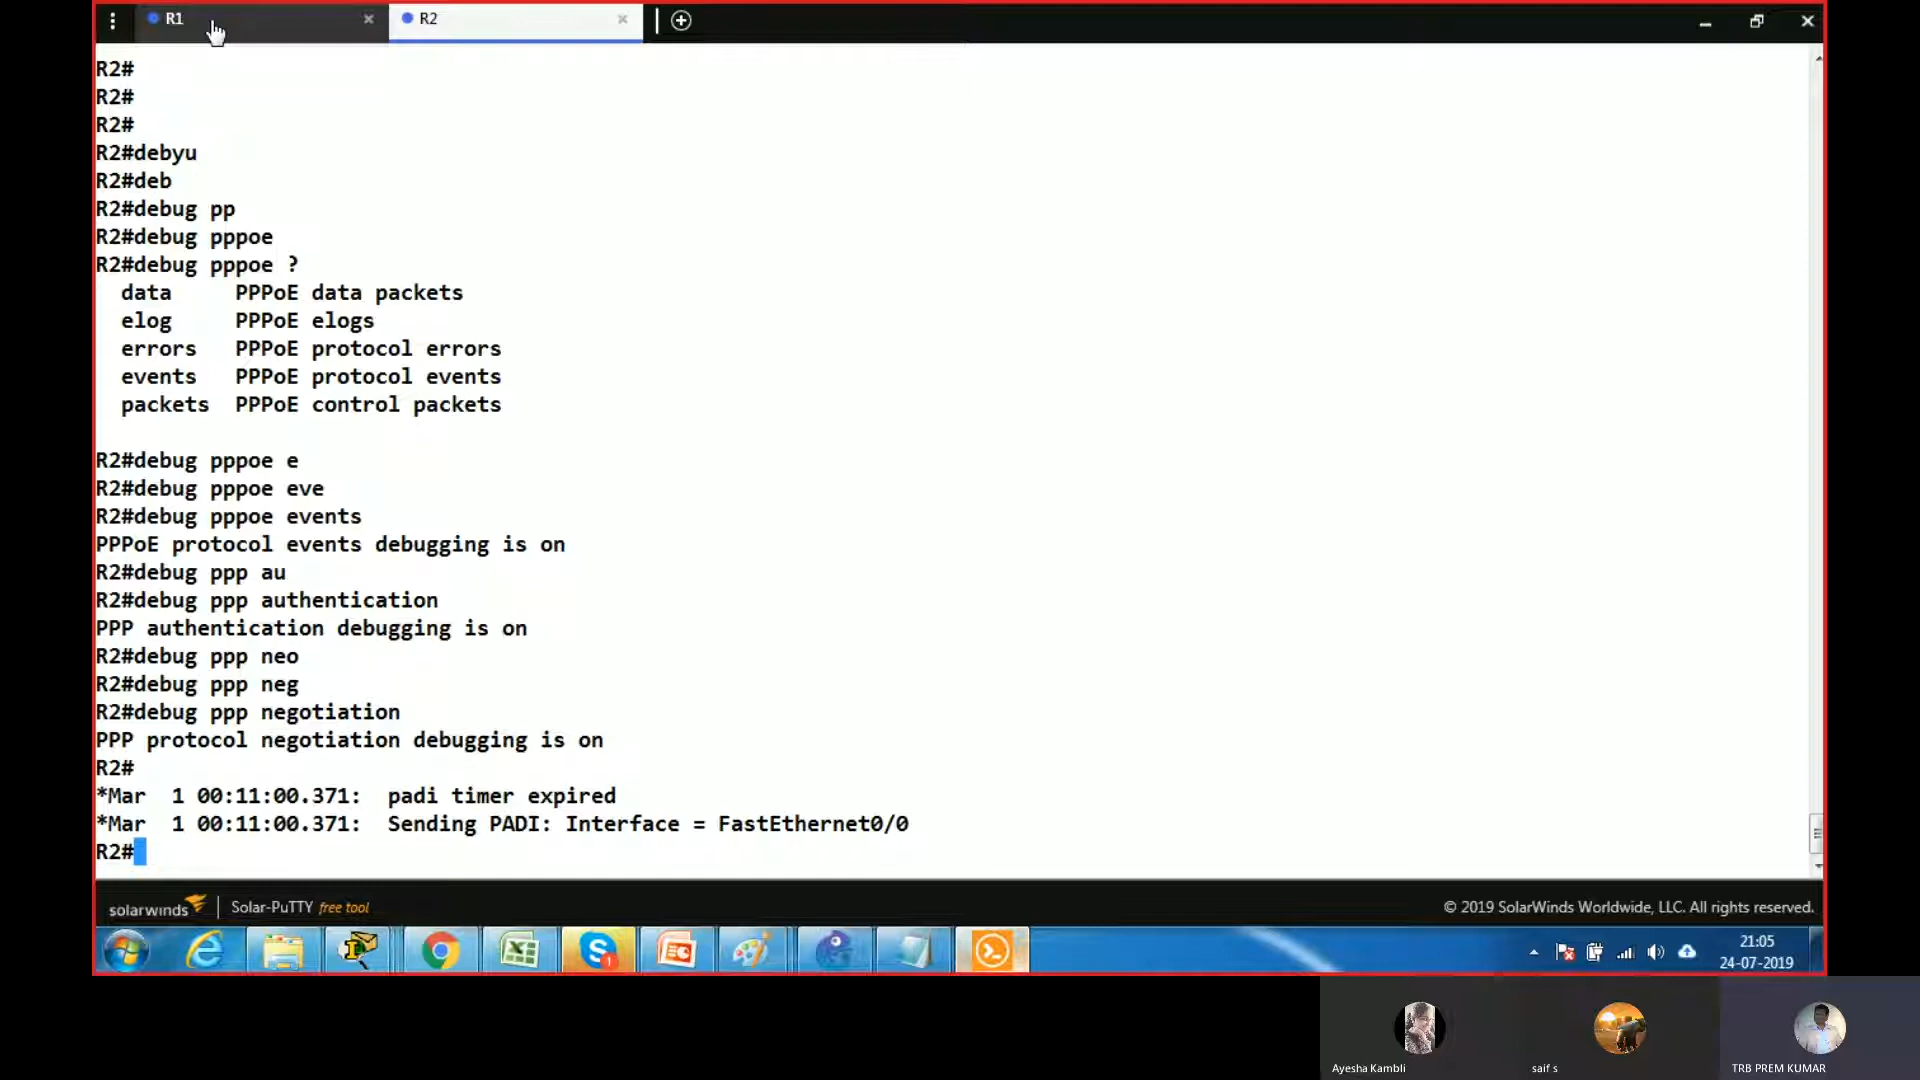 R1
R2
R2#
R2#
R2#
R2#debyu
R2#deb
R2#debug pp
R2#debug pppoe
R2#debug pppoe ?
data PPPoE data packets
elog PPPoE elogs
errors PPPoE protocol errors
events PPPoE protocol events
packets PPPoE control packets
R2#debug pppoe e
R2#debug pppoe eve
R2#debug pppoe events
PPPoE protocol events debugging is on
R2#debug ppp au
R2#debug ppp authentication
PPP authentication debugging is on
R2#debug ppp neo
R2#debug ppp neg
R2#debug ppp negotiation
PPP protocol negotiation debugging is on
R2#
*Mar  1 00:11:00.371:  padi timer expired
*Mar  1 00:11:00.371:  Sending PADI: Interface = FastEthernet0/0
R2#
solarwinds | Solar-PuTTY free tool
© 2019 SolarWinds Worldwide, LLC. All rights reserved.
21:05
24-07-2019
Ayesha Kambli
saif s
TRB PREM KUMAR